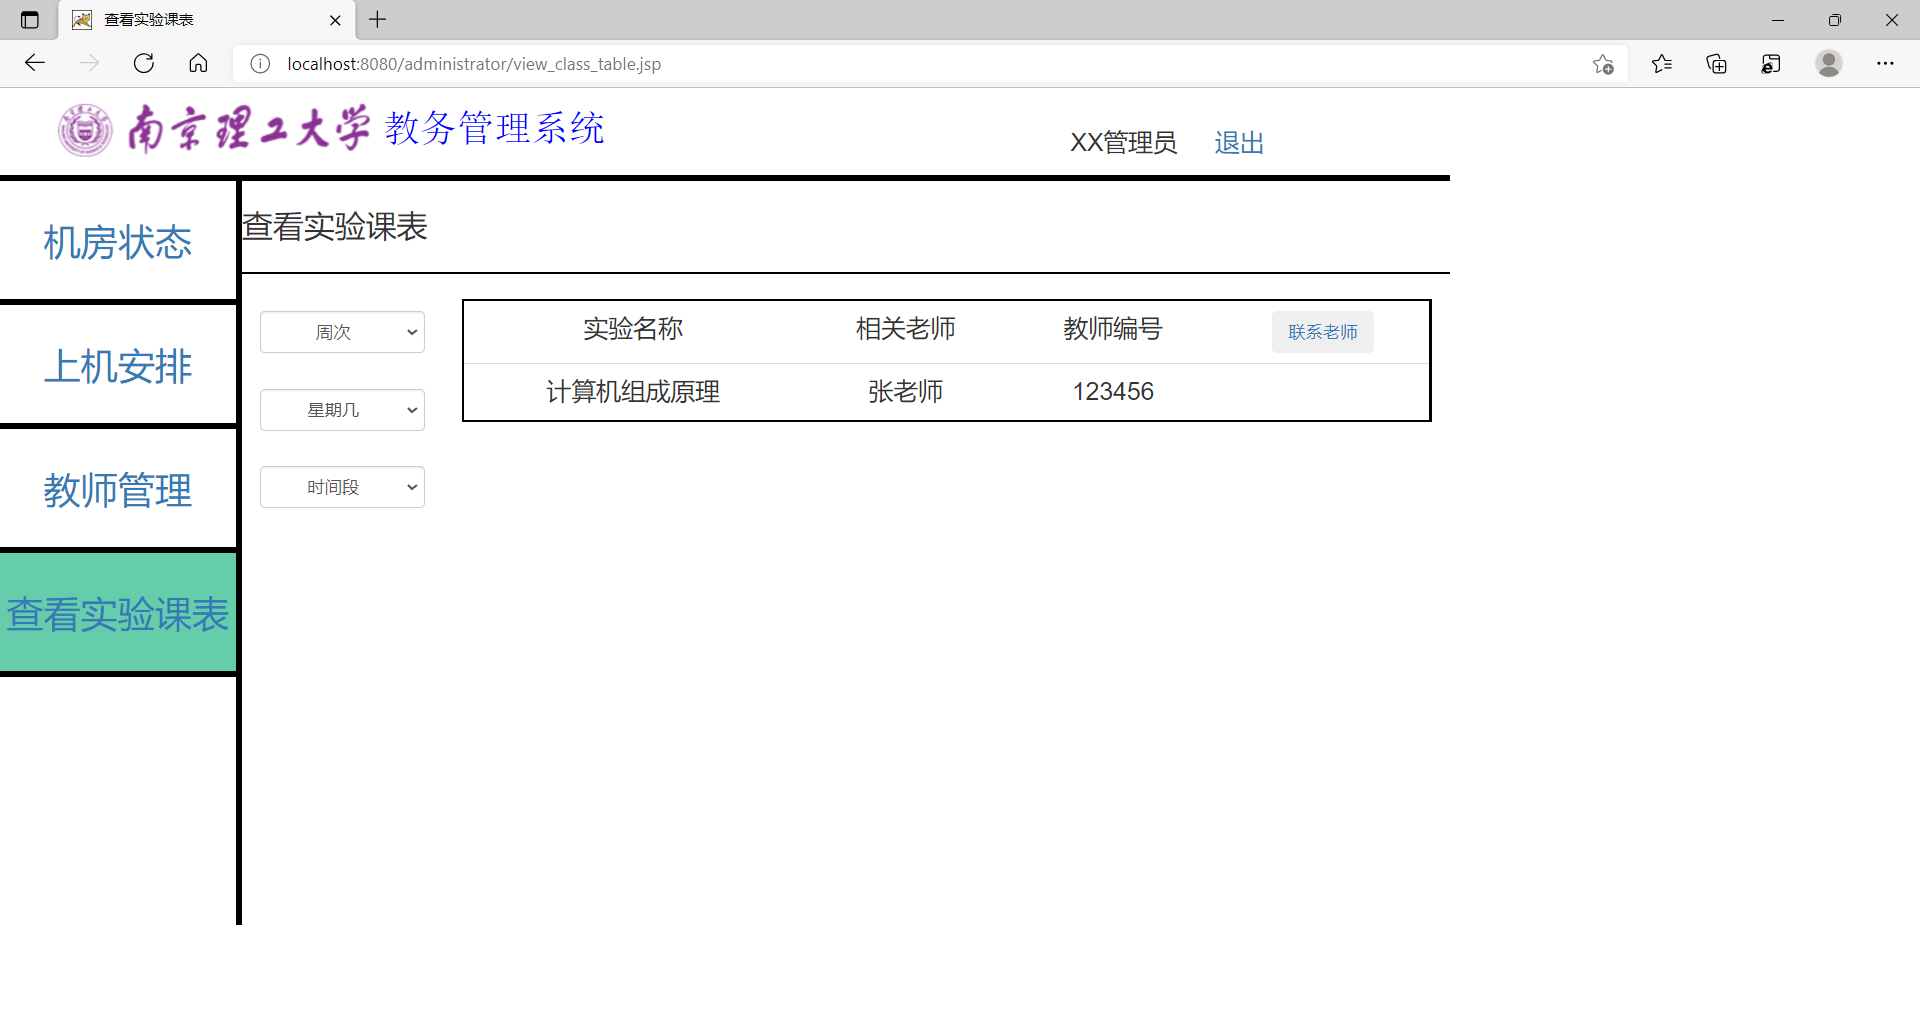 查看实验课表
localhost:8080/administrator/view_class_table.jsp
南京理工大学 教务管理系统
XX管理员 退出
机房状态
上机安排
教师管理
查看实验课表
查看实验课表
周次
星期几
时间段
实验名称 相关老师 教师编号 联系老师
计算机组成原理 张老师 123456